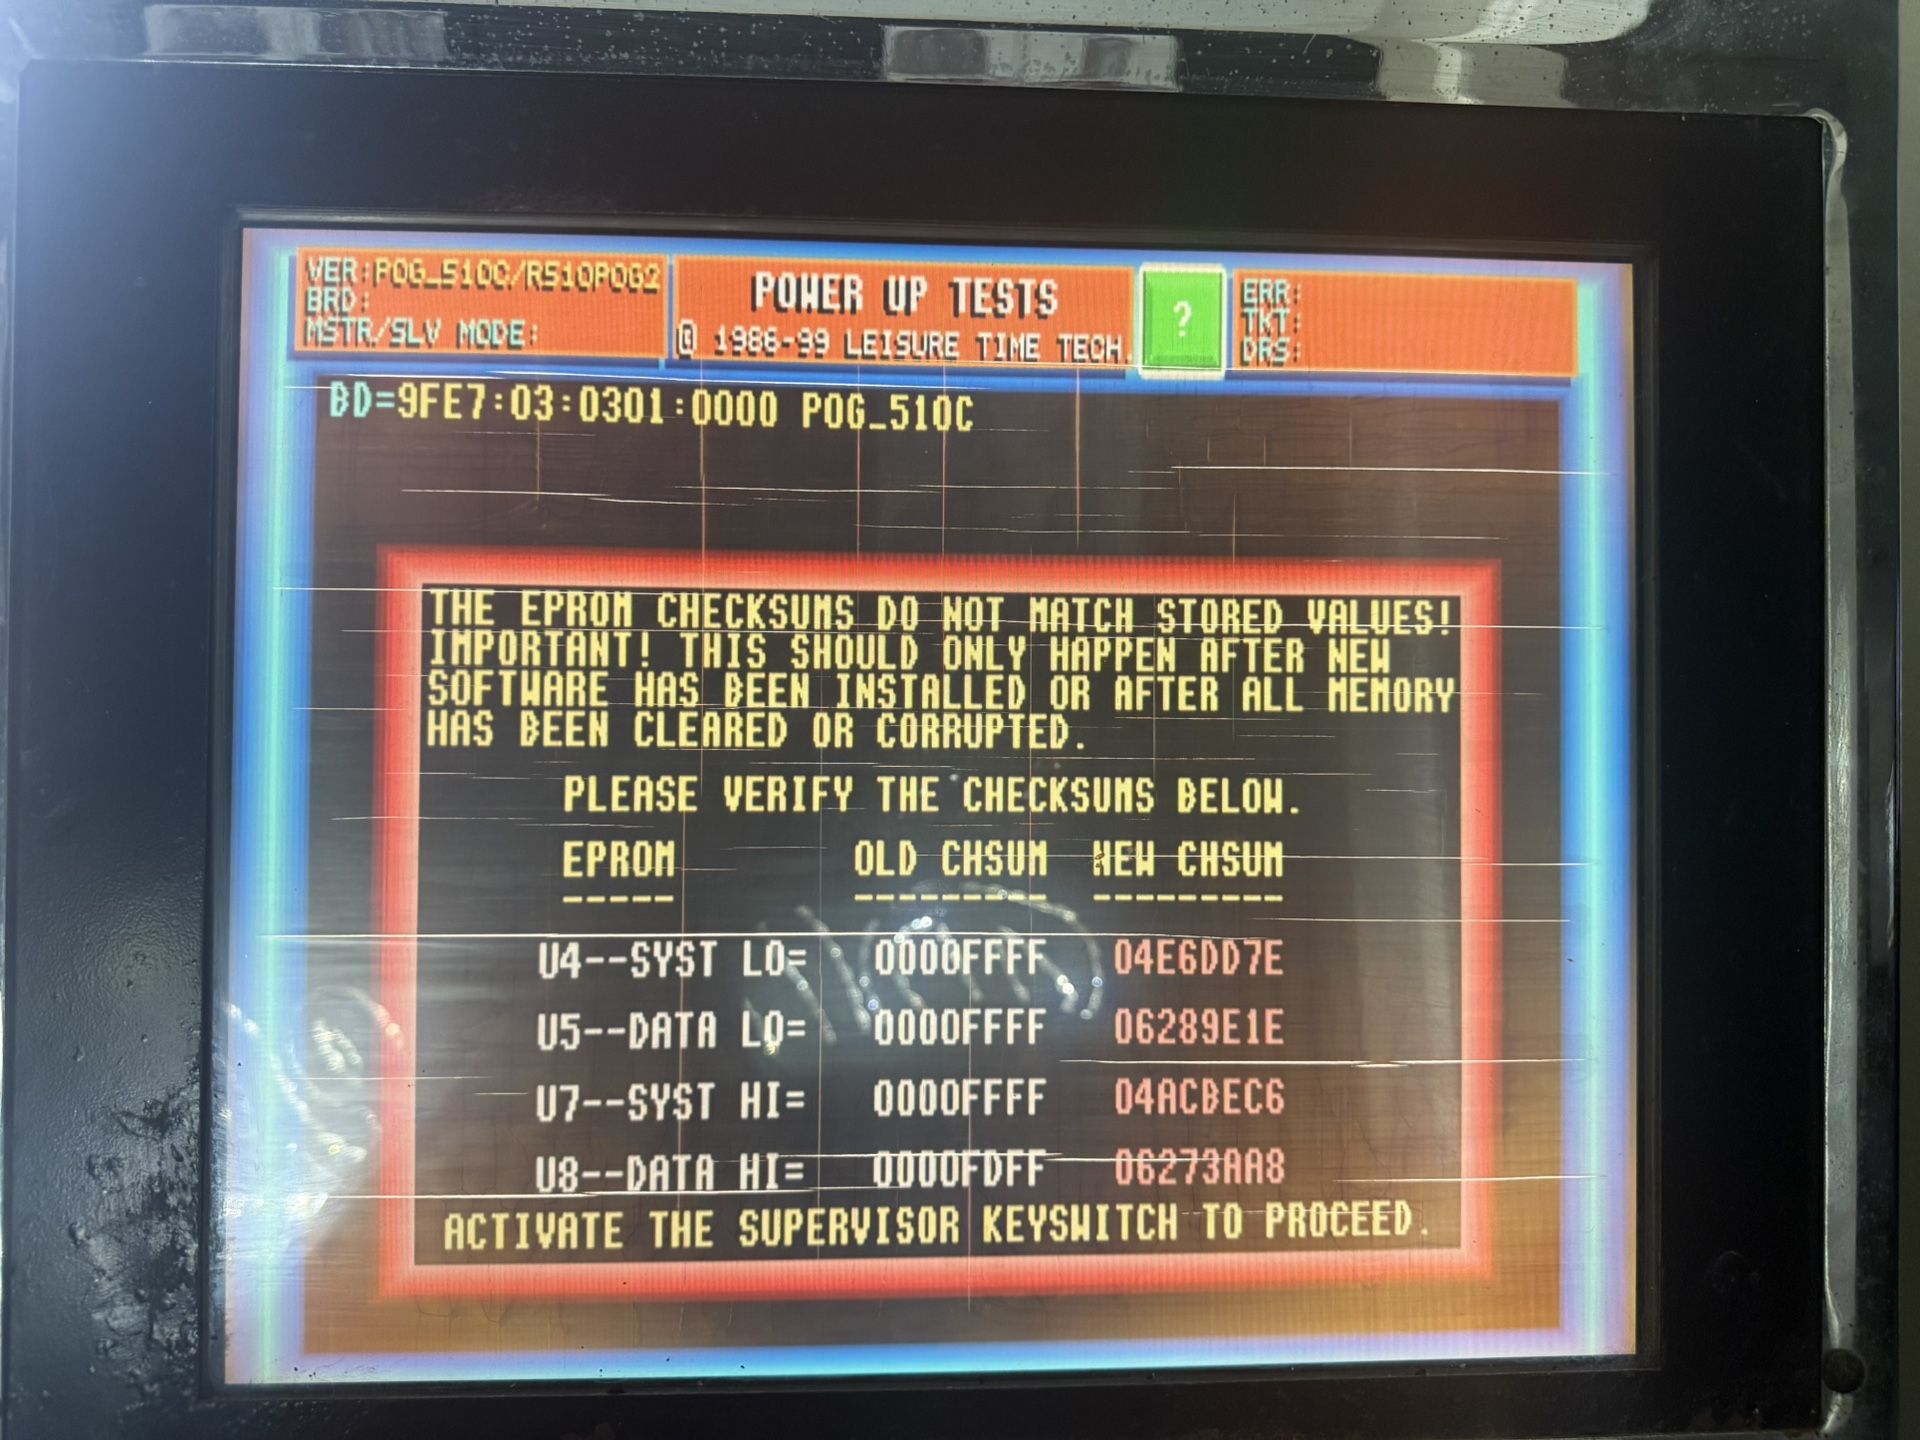 VER:POG_510C/R510POG2
BRD:
MSTR/SLV MODE:
POWER UP TESTS
© 1986-99 LEISURE TIME TECH.
?
ERR:
TKT:
DRS:
BD=9FE7:03:0301:0000 POG_510C
THE EPROM CHECKSUMS DO NOT MATCH STORED VALUES!
IMPORTANT! THIS SHOULD ONLY HAPPEN AFTER NEW
SOFTWARE HAS BEEN INSTALLED OR AFTER ALL MEMORY
HAS BEEN CLEARED OR CORRUPTED.
PLEASE VERIFY THE CHECKSUMS BELOW.
EPROM OLD CHSUM NEW CHSUM
----- --------- ---------
U4--SYST LO= 0000FFFF 04E6DD7E
U5--DATA LO= 0000FFFF 06289E1E
U7--SYST HI= 0000FFFF 04ACBEC6
U8--DATA HI= 0000FDFF 06273AA8
ACTIVATE THE SUPERVISOR KEYSWITCH TO PROCEED.